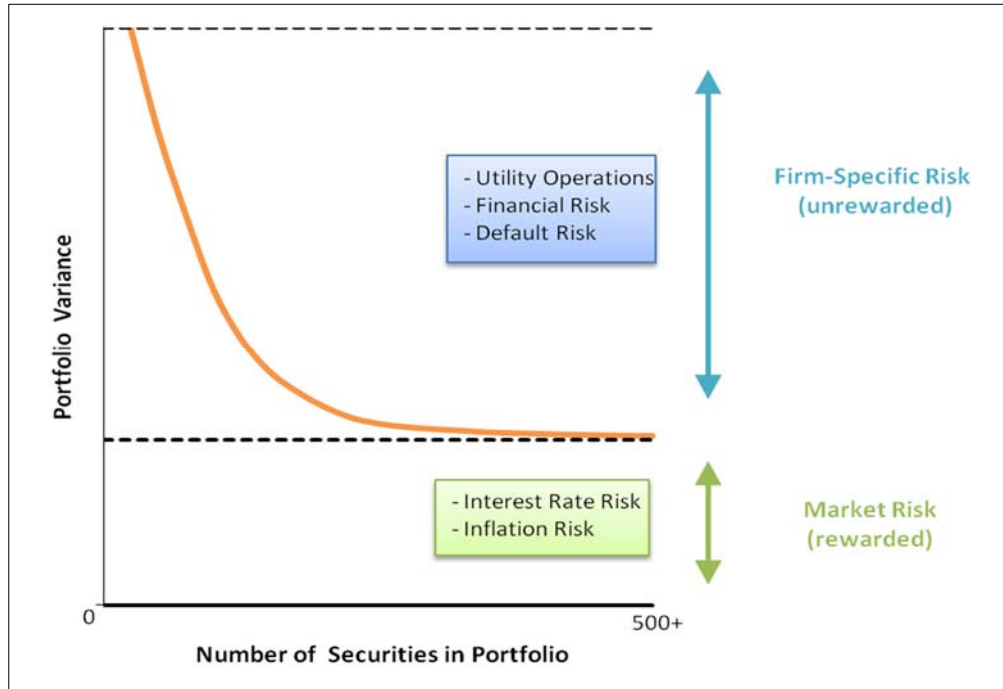 Portfolio Variance
- Utility Operations
- Financial Risk
- Default Risk
Firm-Specific Risk
(unrewarded)
- Interest Rate Risk
- Inflation Risk
Market Risk
(rewarded)
0
500+
Number of Securities in Portfolio